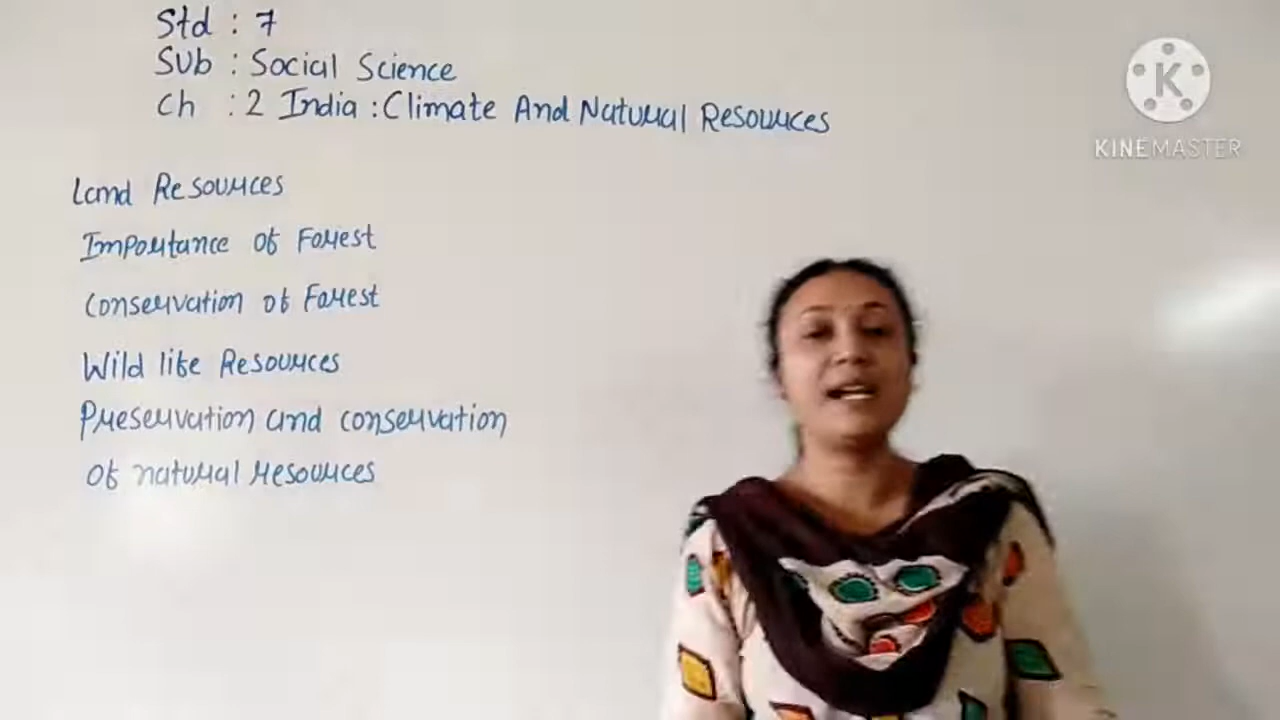 Std : 7
Sub : Social Science
Ch : 2 India : Climate And Natural Resources
Land Resources
Importance of Forest
Conservation of Forest
Wild life Resources
Preservation and conservation
of natural resources
K
KINEMASTER